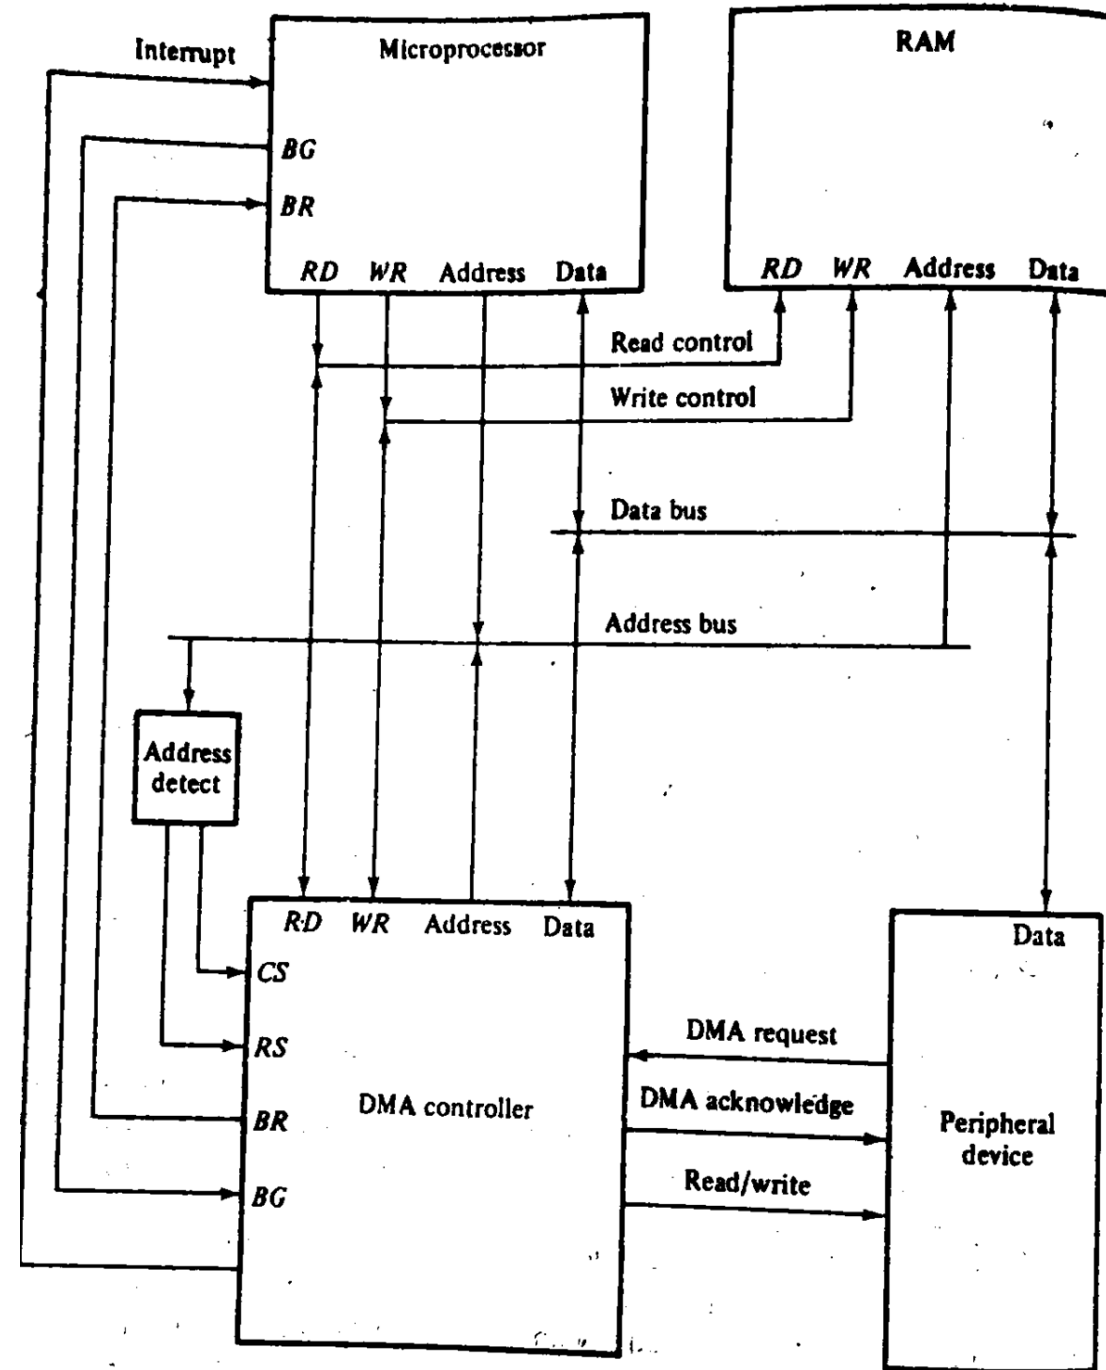 Interrupt
Microprocessor
BG
BR
RD WR Address Data
RAM
RD WR Address Data
Read control
Write control
Data bus
Address bus
Address
detect
RD WR Address Data
CS
RS
BR
BG
DMA controller
DMA request
DMA acknowledge
Read/write
Data
Peripheral
device